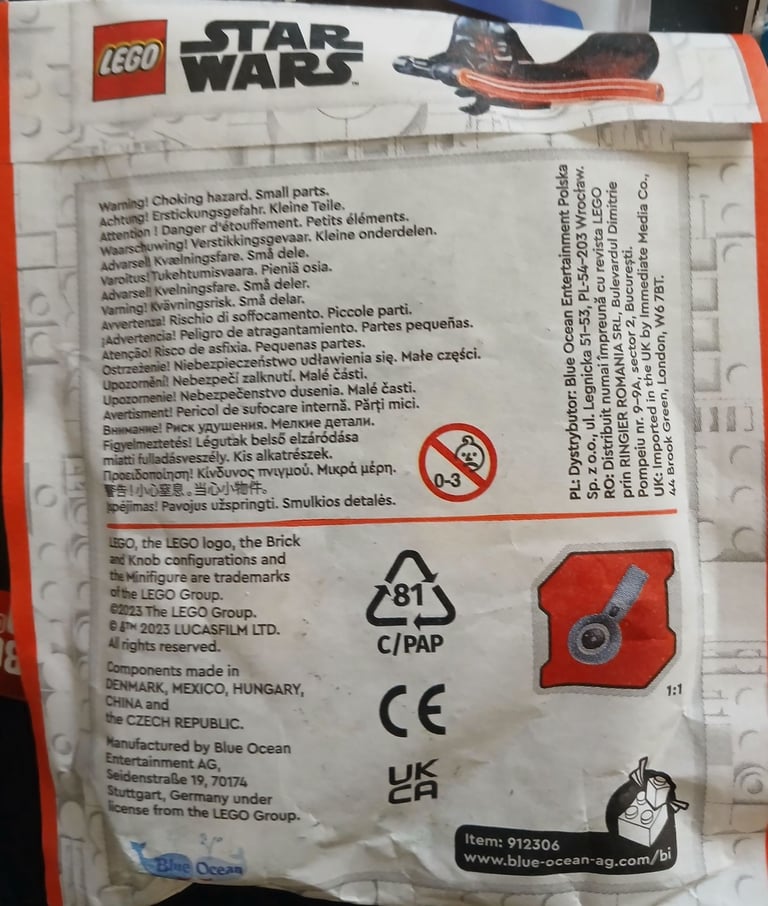 LEGO
STAR
WARS™
Warning! Choking hazard. Small parts.
Achtung! Erstickungsgefahr. Kleine Teile.
Attention ! Danger d'étouffement. Petits éléments.
Waarschuwing! Verstikkingsgevaar. Kleine onderdelen.
Advarsel! Kvælningsfare. Små dele.
Varoitus! Tukehtumisvaara. Pieniä osia.
Advarsel! Kvelningsfare. Små deler.
Varning! Kvävningsrisk. Små delar.
Avvertenza! Rischio di soffocamento. Piccole parti.
¡Advertencia! Peligro de atragantamiento. Partes pequeñas.
Atenção! Risco de asfixia. Pequenas partes.
Ostrzeżenie! Niebezpieczeństwo udławienia się. Małe części.
Upozornění! Nebezpečí zalknutí. Malé části.
Upozornenie! Nebezpečenstvo dusenia. Malé časti.
Avertisment! Pericol de sufocare internă. Părţi mici.
Внимание! Риск удушения. Мелкие детали.
Figyelmeztetés! Légutak belső elzáródása
miatti fulladásveszély. Kis alkatrészek.
Προειδοποίηση! Κίνδυνος πνιγμού. Μικρά μέρη.
警告!小心窒息。当心小物件。
Įspėjimas! Pavojus užspringti. Smulkios detalės.
0-3
PL: Dystrybutor: Blue Ocean Entertainment Polska
Sp. z o.o., ul. Legnicka 51-53, PL-54-203 Wrocław.
RO: Distribuit numai împreună cu revista LEGO
prin RINGIER ROMANIA SRL, Bulevardul Dimitrie
Pompeiu nr. 9-9A, sector 2, Bucureşti.
UK: Imported in the UK by Immediate Media Co.,
44 Brook Green, London, W6 7BT.
LEGO, the LEGO logo, the Brick
and Knob configurations and
the Minifigure are trademarks
of the LEGO Group.
©2023 The LEGO Group.
© & ™ 2023 LUCASFILM LTD.
All rights reserved.
Components made in
DENMARK, MEXICO, HUNGARY,
CHINA and
the CZECH REPUBLIC.
Manufactured by Blue Ocean
Entertainment AG,
Seidenstraße 19, 70174
Stuttgart, Germany under
license from the LEGO Group.
Blue Ocean
81
C/PAP
CE
UK
CA
1:1
Item: 912306
www.blue-ocean-ag.com/bi